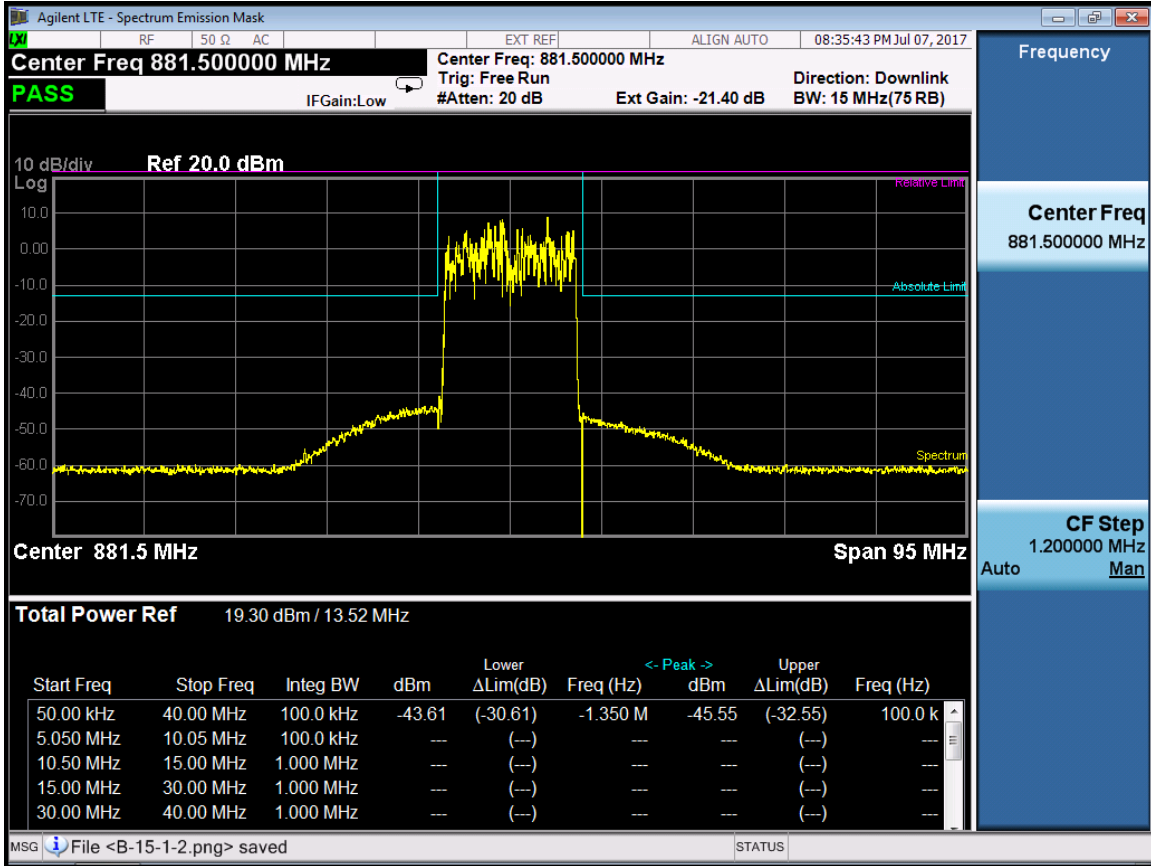 Agilent LTE - Spectrum Emission Mask
LXI RF 50 Ω AC EXT REF ALIGN AUTO 08:35:43 PM Jul 07, 2017
Center Freq 881.500000 MHz
Center Freq: 881.500000 MHz
PASS
Trig: Free Run Direction: Downlink
IFGain:Low #Atten: 20 dB Ext Gain: -21.40 dB BW: 15 MHz(75 RB)
10 dB/div Ref 20.0 dBm
Log
Relative Limit
10.0
0.00
-10.0
Absolute Limit
-20.0
-30.0
-40.0
-50.0
-60.0
Spectrum
-70.0
Center 881.5 MHz Span 95 MHz
Total Power Ref 19.30 dBm / 13.52 MHz
Lower <- Peak -> Upper
Start Freq Stop Freq Integ BW dBm ΔLim(dB) Freq (Hz) dBm ΔLim(dB) Freq (Hz)
50.00 kHz 40.00 MHz 100.0 kHz -43.61 (-30.61) -1.350 M -45.55 (-32.55) 100.0 k
5.050 MHz 10.05 MHz 100.0 kHz --- (---) --- --- (---) ---
10.50 MHz 15.00 MHz 1.000 MHz --- (---) --- --- (---) ---
15.00 MHz 30.00 MHz 1.000 MHz --- (---) --- --- (---) ---
30.00 MHz 40.00 MHz 1.000 MHz --- (---) --- --- (---) ---
MSG File <B-15-1-2.png> saved STATUS
Frequency
Center Freq
881.500000 MHz
CF Step
1.200000 MHz
Auto Man